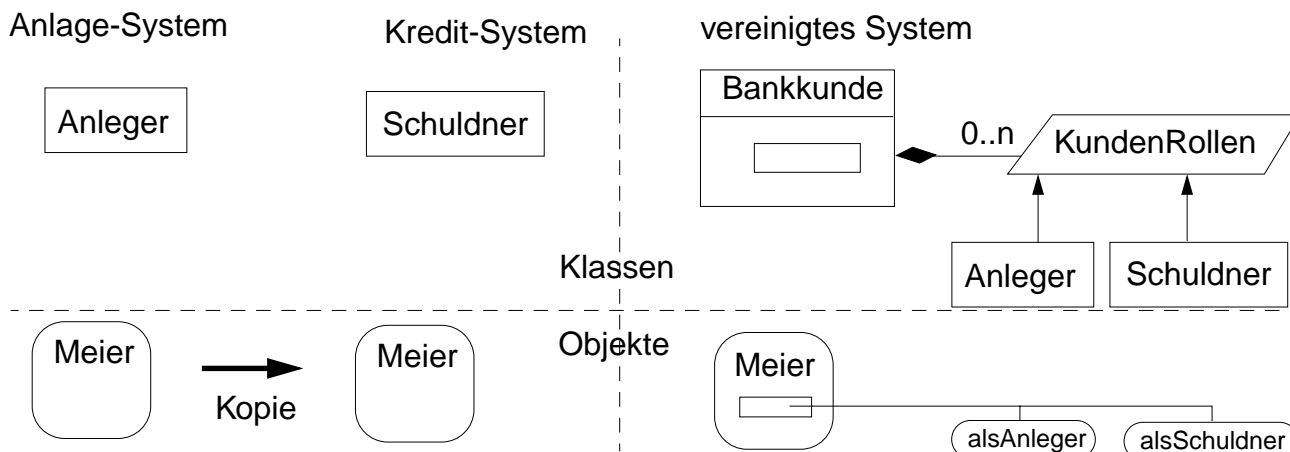 Anlage-System
Kredit-System
vereinigtes System
Anleger
Schuldner
Bankkunde
0..n
KundenRollen
Anleger
Schuldner
Klassen
Objekte
Meier
Kopie
Meier
Meier
alsAnleger
alsSchuldner